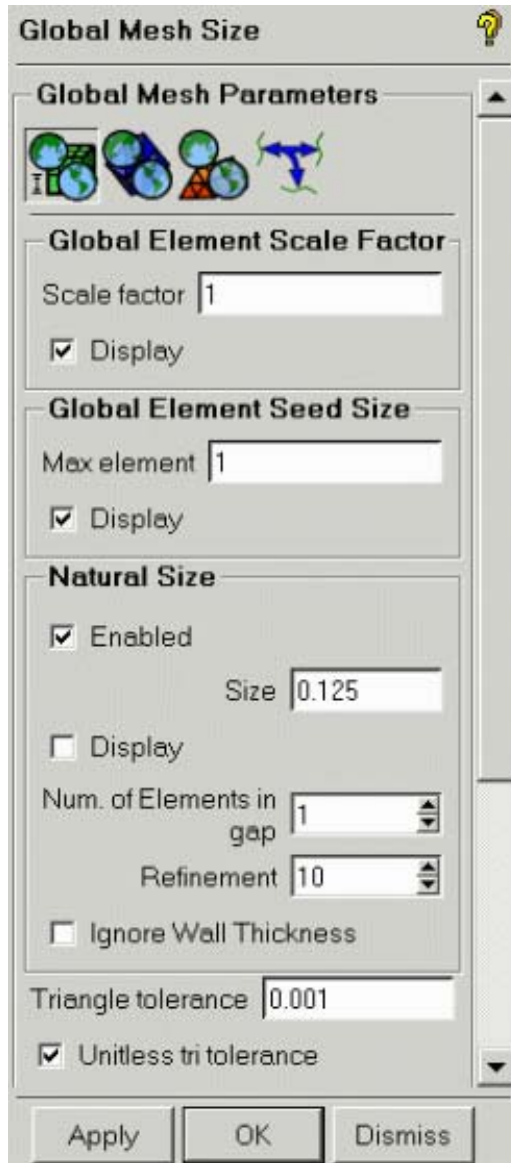 Global Mesh Size
Global Mesh Parameters
Global Element Scale Factor
Scale factor 1
Display
Global Element Seed Size
Max element 1
Display
Natural Size
Enabled
Size 0.125
Display
Num. of Elements in
gap 1
Refinement 10
Ignore Wall Thickness
Triangle tolerance 0.001
Unitless tri tolerance
Apply OK Dismiss